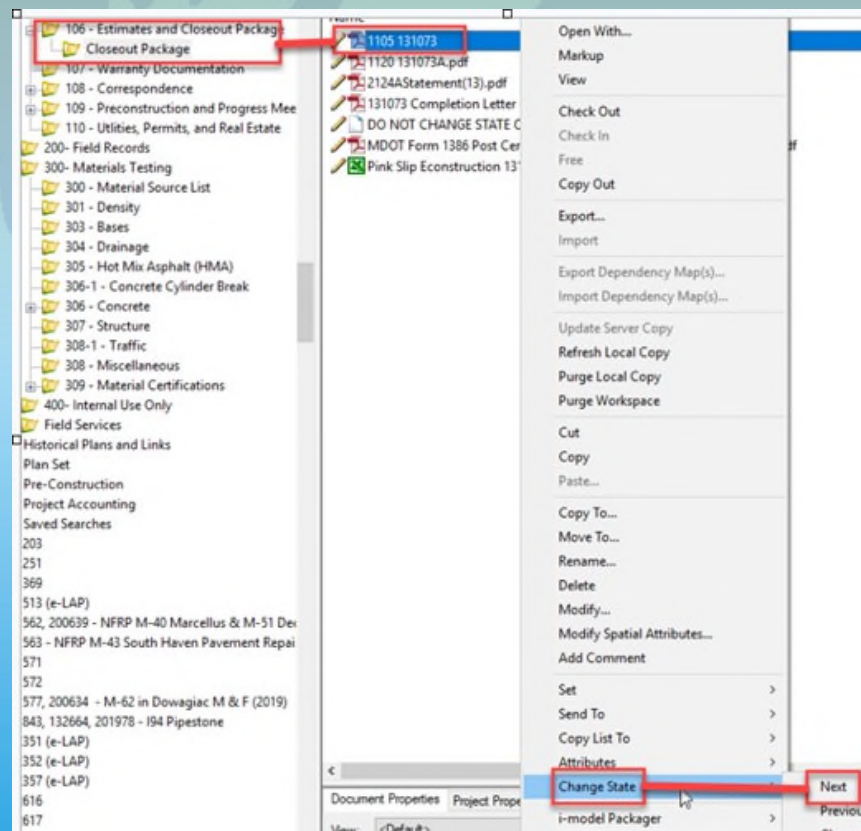 106 - Estimates and Closeout Package
Closeout Package
107 - Warranty Documentation
108 - Correspondence
109 - Preconstruction and Progress Mee
110 - Utlities, Permits, and Real Estate
200- Field Records
300- Materials Testing
300 - Material Source List
301 - Density
303 - Bases
304 - Drainage
305 - Hot Mix Asphalt (HMA)
306-1 - Concrete Cylinder Break
306 - Concrete
307 - Structure
308-1 - Traffic
308 - Miscellaneous
309 - Material Certifications
400- Internal Use Only
Field Services
Historical Plans and Links
Plan Set
Pre-Construction
Project Accounting
Saved Searches
203
251
369
513 (e-LAP)
562, 200639 - NFRP M-40 Marcellus & M-51 Dec
563 - NFRP M-43 South Haven Pavement Repai
571
572
577, 200634 - M-62 in Dowagiac M & F (2019)
843, 132664, 201978 - I94 Pipestone
351 (e-LAP)
352 (e-LAP)
357 (e-LAP)
616
617
Name
1105 131073
1120 131073A.pdf
2124AStatement(13).pdf
131073 Completion Letter
DO NOT CHANGE STATE
MDOT Form 1386 Post Cer
Pink Slip Econstruction 13
df
Document Properties Project Prope
View: <Default>
Open With...
Markup
View
Check Out
Check In
Free
Copy Out
Export...
Import
Export Dependency Map(s)...
Import Dependency Map(s)...
Update Server Copy
Refresh Local Copy
Purge Local Copy
Purge Workspace
Cut
Copy
Paste...
Copy To...
Move To...
Rename...
Delete
Modify...
Modify Spatial Attributes...
Add Comment
Set
Send To
Copy List To
Attributes
Change State
i-model Packager
Next
Previou